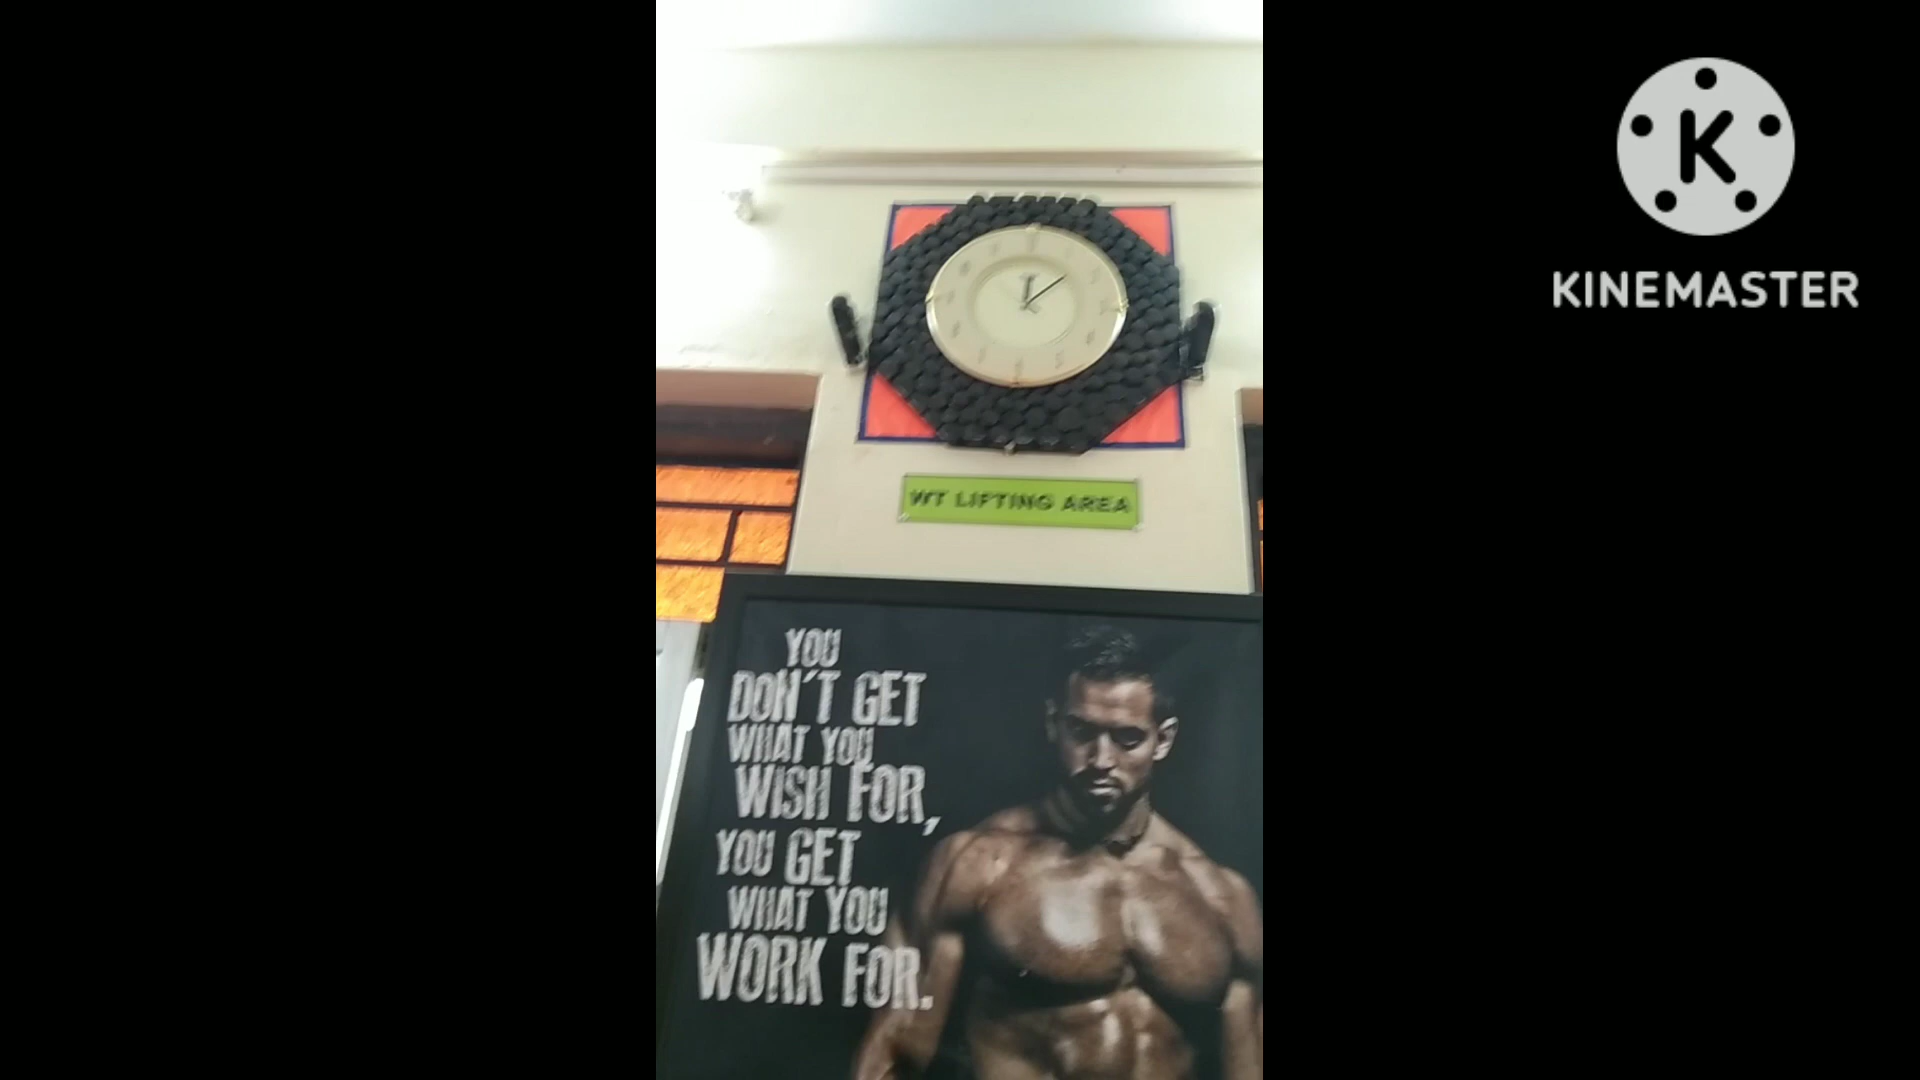 K
KINEMASTER
WT LIFTING AREA
YOU
DON'T GET
WHAT YOU
WISH FOR,
YOU GET
WHAT YOU
WORK FOR.